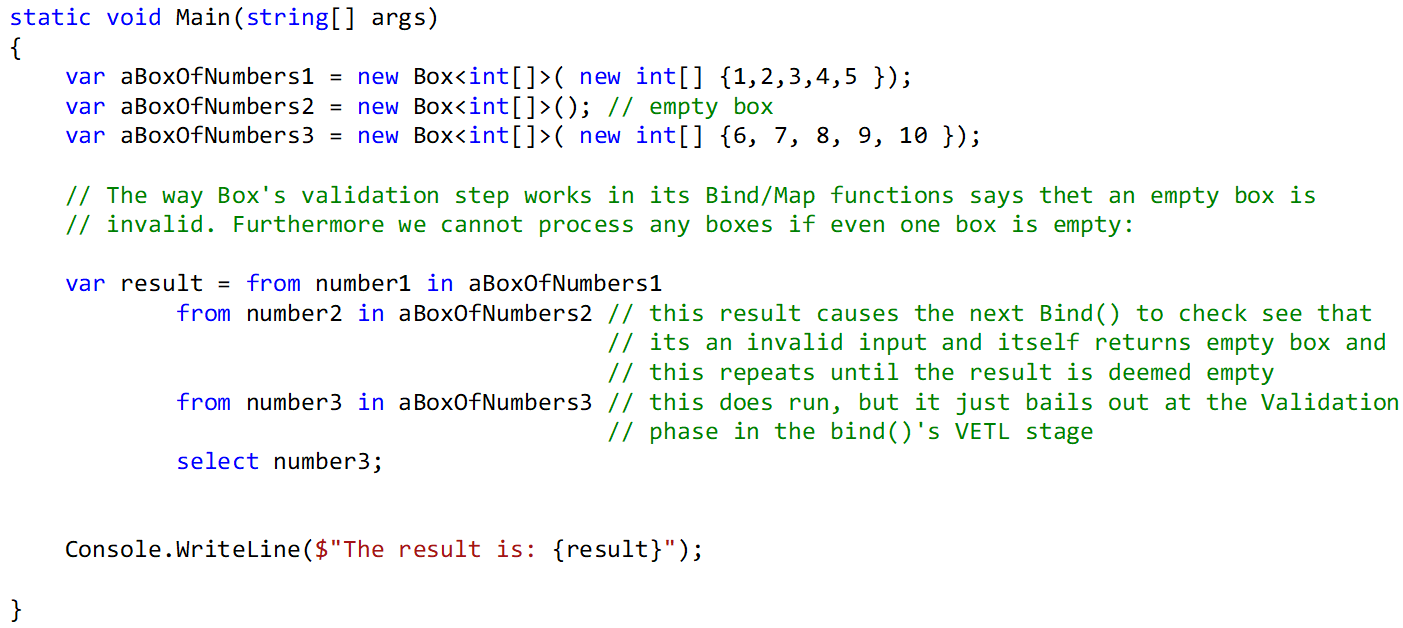 static void Main(string[] args)
{
    var aBoxOfNumbers1 = new Box<int[]>( new int[] {1,2,3,4,5 });
    var aBoxOfNumbers2 = new Box<int[]>(); // empty box
    var aBoxOfNumbers3 = new Box<int[]>( new int[] {6, 7, 8, 9, 10 });

    // The way Box's validation step works in its Bind/Map functions says thet an empty box is
    // invalid. Furthermore we cannot process any boxes if even one box is empty:

    var result = from number1 in aBoxOfNumbers1
            from number2 in aBoxOfNumbers2 // this result causes the next Bind() to check see that
                                           // its an invalid input and itself returns empty box and
                                           // this repeats until the result is deemed empty
            from number3 in aBoxOfNumbers3 // this does run, but it just bails out at the Validation
                                           // phase in the bind()'s VETL stage
            select number3;


    Console.WriteLine($"The result is: {result}");

}